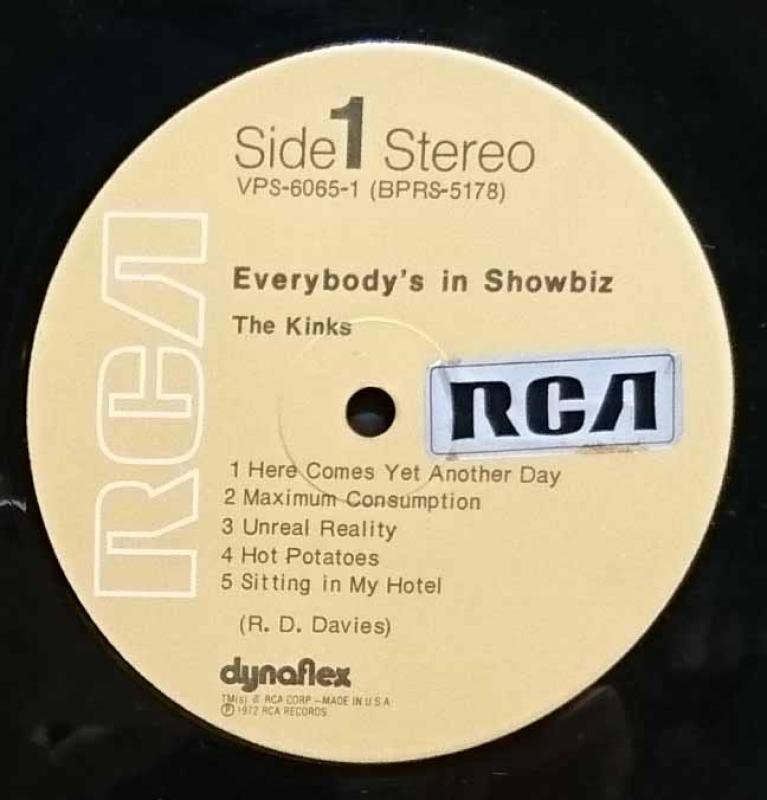 Side 1 Stereo
VPS-6065-1 (BPRS-5178)
RCA
Everybody's in Showbiz
The Kinks
RCA
1 Here Comes Yet Another Day
2 Maximum Consumption
3 Unreal Reality
4 Hot Potatoes
5 Sitting in My Hotel
(R. D. Davies)
dynaflex
TM(s) ® RCA CORP—MADE IN U.S.A
℗ 1972 RCA RECORDS